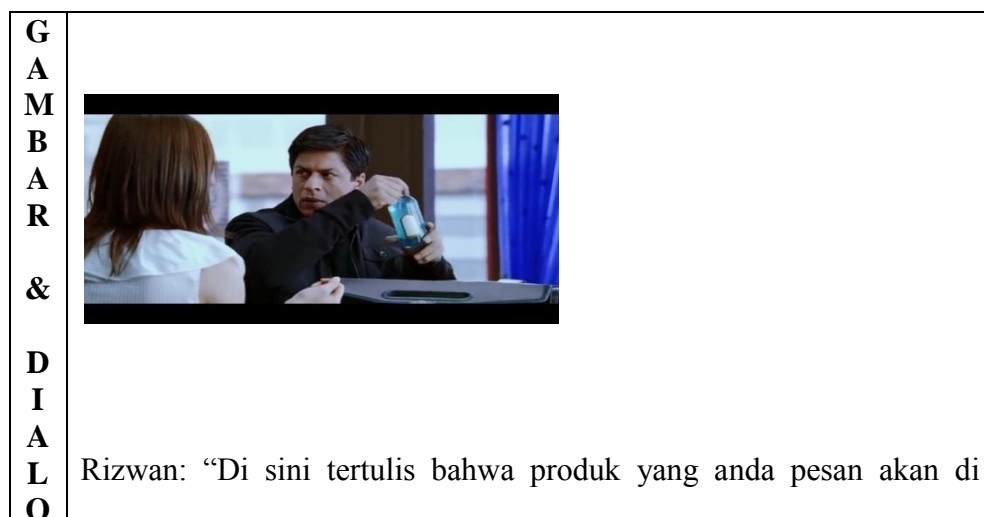 G
A
M
B
A
R
&
D
I
A
L
O
Rizwan: “Di sini tertulis bahwa produk yang anda pesan akan di